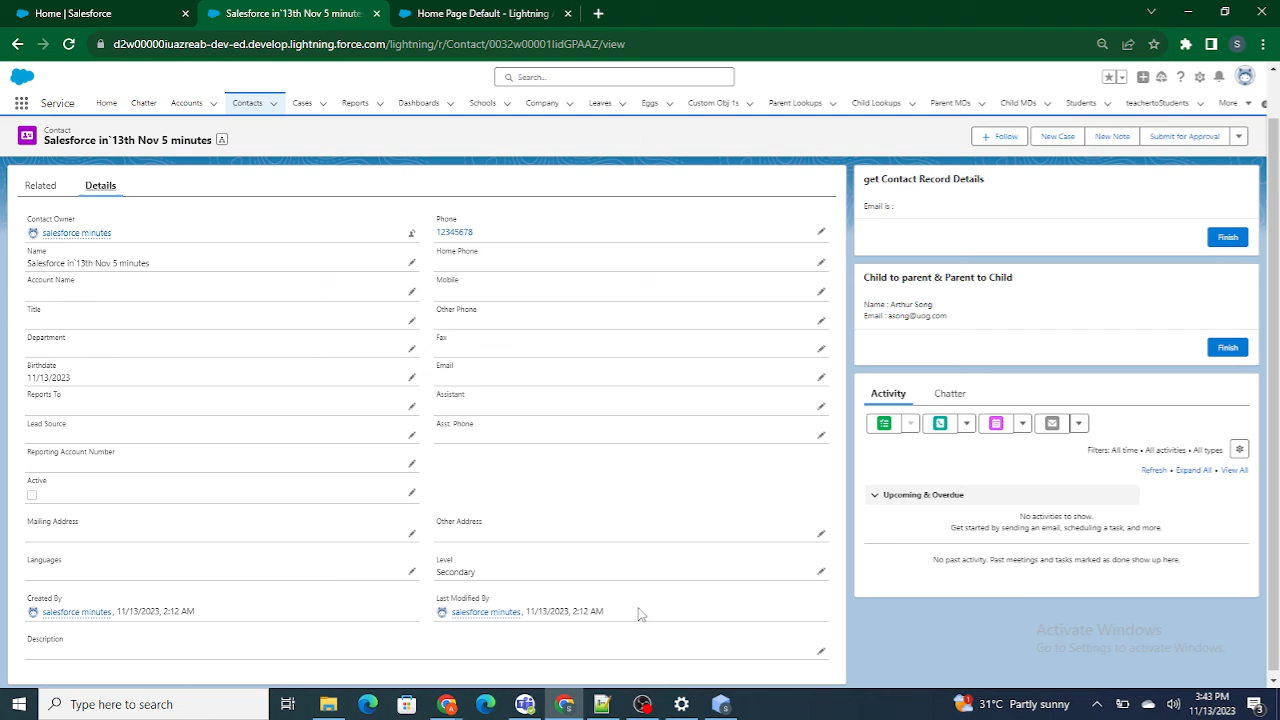 Home | Salesforce
Salesforce in`13th Nov 5 minutes
Home Page Default - Lightning
d2w00000iuazreab-dev-ed.develop.lightning.force.com/lightning/r/Contact/0032w00001IidGPAAZ/view
S
Search...
Service
Home
Chatter
Accounts
Contacts
Cases
Reports
Dashboards
Schools
Company
Leaves
Eggs
Custom Obj 1s
Parent Lookups
Child Lookups
Parent MDs
Child MDs
Students
teachertoStudents
More
Contact
Salesforce in`13th Nov 5 minutes
Follow
New Case
New Note
Submit for Approval
Related
Details
Contact Owner
salesforce minutes
Phone
12345678
Name
Salesforce in`13th Nov 5 minutes
Home Phone
Account Name
Mobile
Title
Other Phone
Department
Fax
Birthdate
11/13/2023
Email
Reports To
Assistant
Lead Source
Asst. Phone
Reporting Account Number
Active
Mailing Address
Other Address
Languages
Level
Secondary
Created By
salesforce minutes, 11/13/2023, 2:12 AM
Last Modified By
salesforce minutes, 11/13/2023, 2:12 AM
Description
get Contact Record Details
Email is :
Finish
Child to parent & Parent to Child
Name : Arthur Song
Email : asong@uog.com
Finish
Activity
Chatter
Filters: All time • All activities • All types
Refresh • Expand All • View All
Upcoming & Overdue
No activities to show.
Get started by sending an email, scheduling a task, and more.
No past activity. Past meetings and tasks marked as done show up here.
Activate Windows
Go to Settings to activate Windows.
Type here to search
31°C Partly sunny
3:43 PM
11/13/2023
3